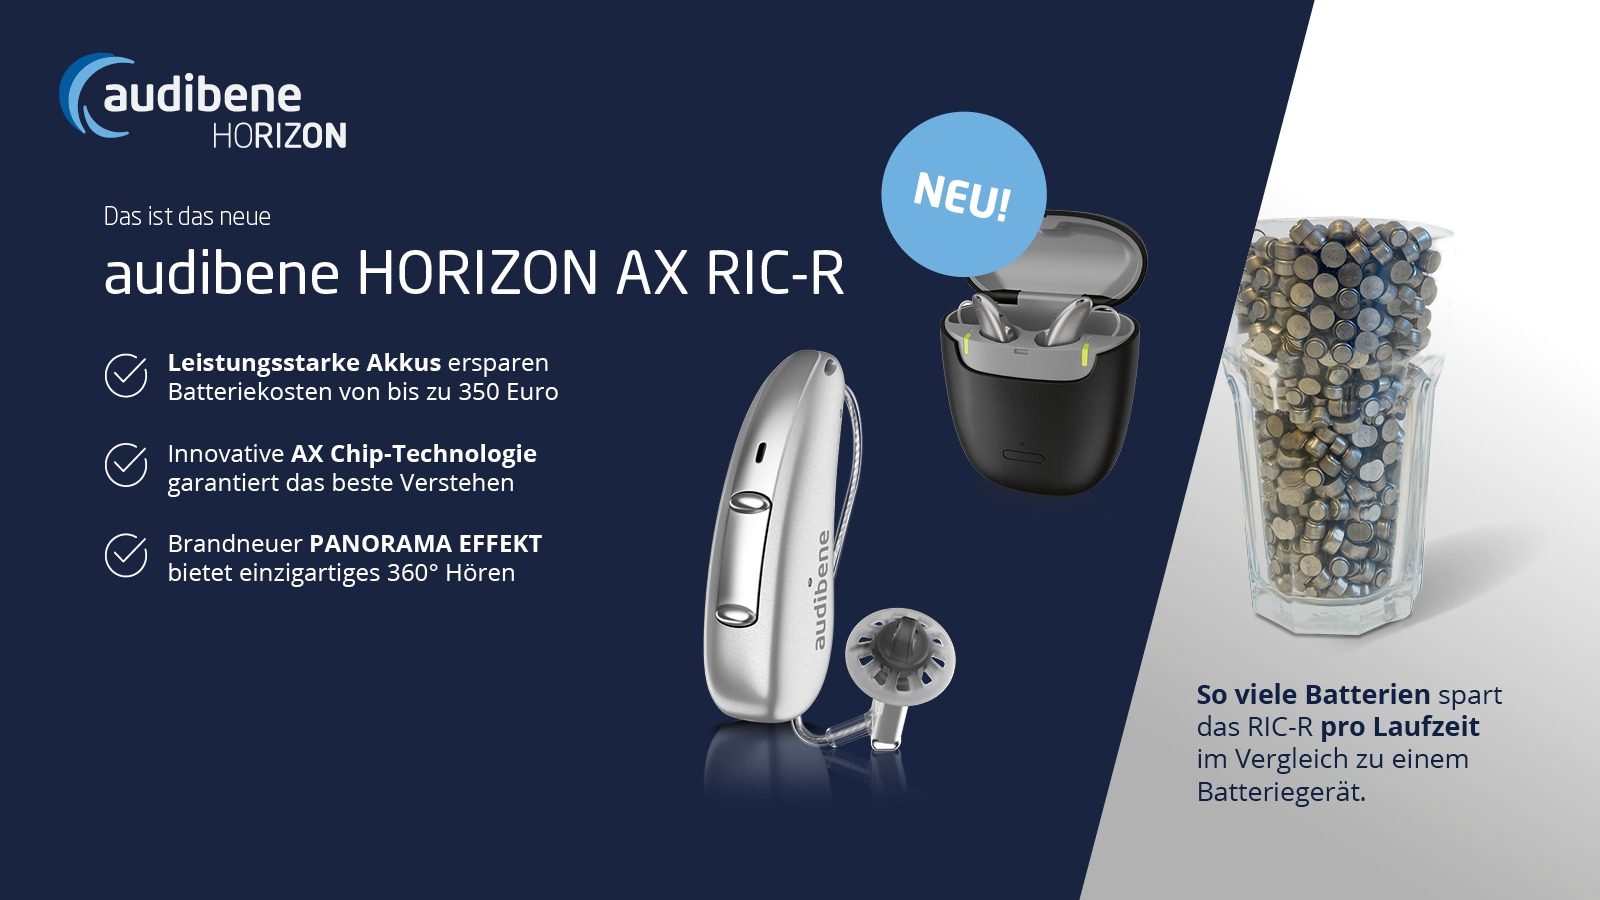 audibene
HORIZON
Das ist das neue
audibene HORIZON AX RIC-R
Leistungsstarke Akkus ersparen
Batteriekosten von bis zu 350 Euro
Innovative AX Chip-Technologie
garantiert das beste Verstehen
Brandneuer PANORAMA EFFEKT
bietet einzigartiges 360° Hören
NEU!
audibene
So viele Batterien spart
das RIC-R pro Laufzeit
im Vergleich zu einem
Batteriegerät.